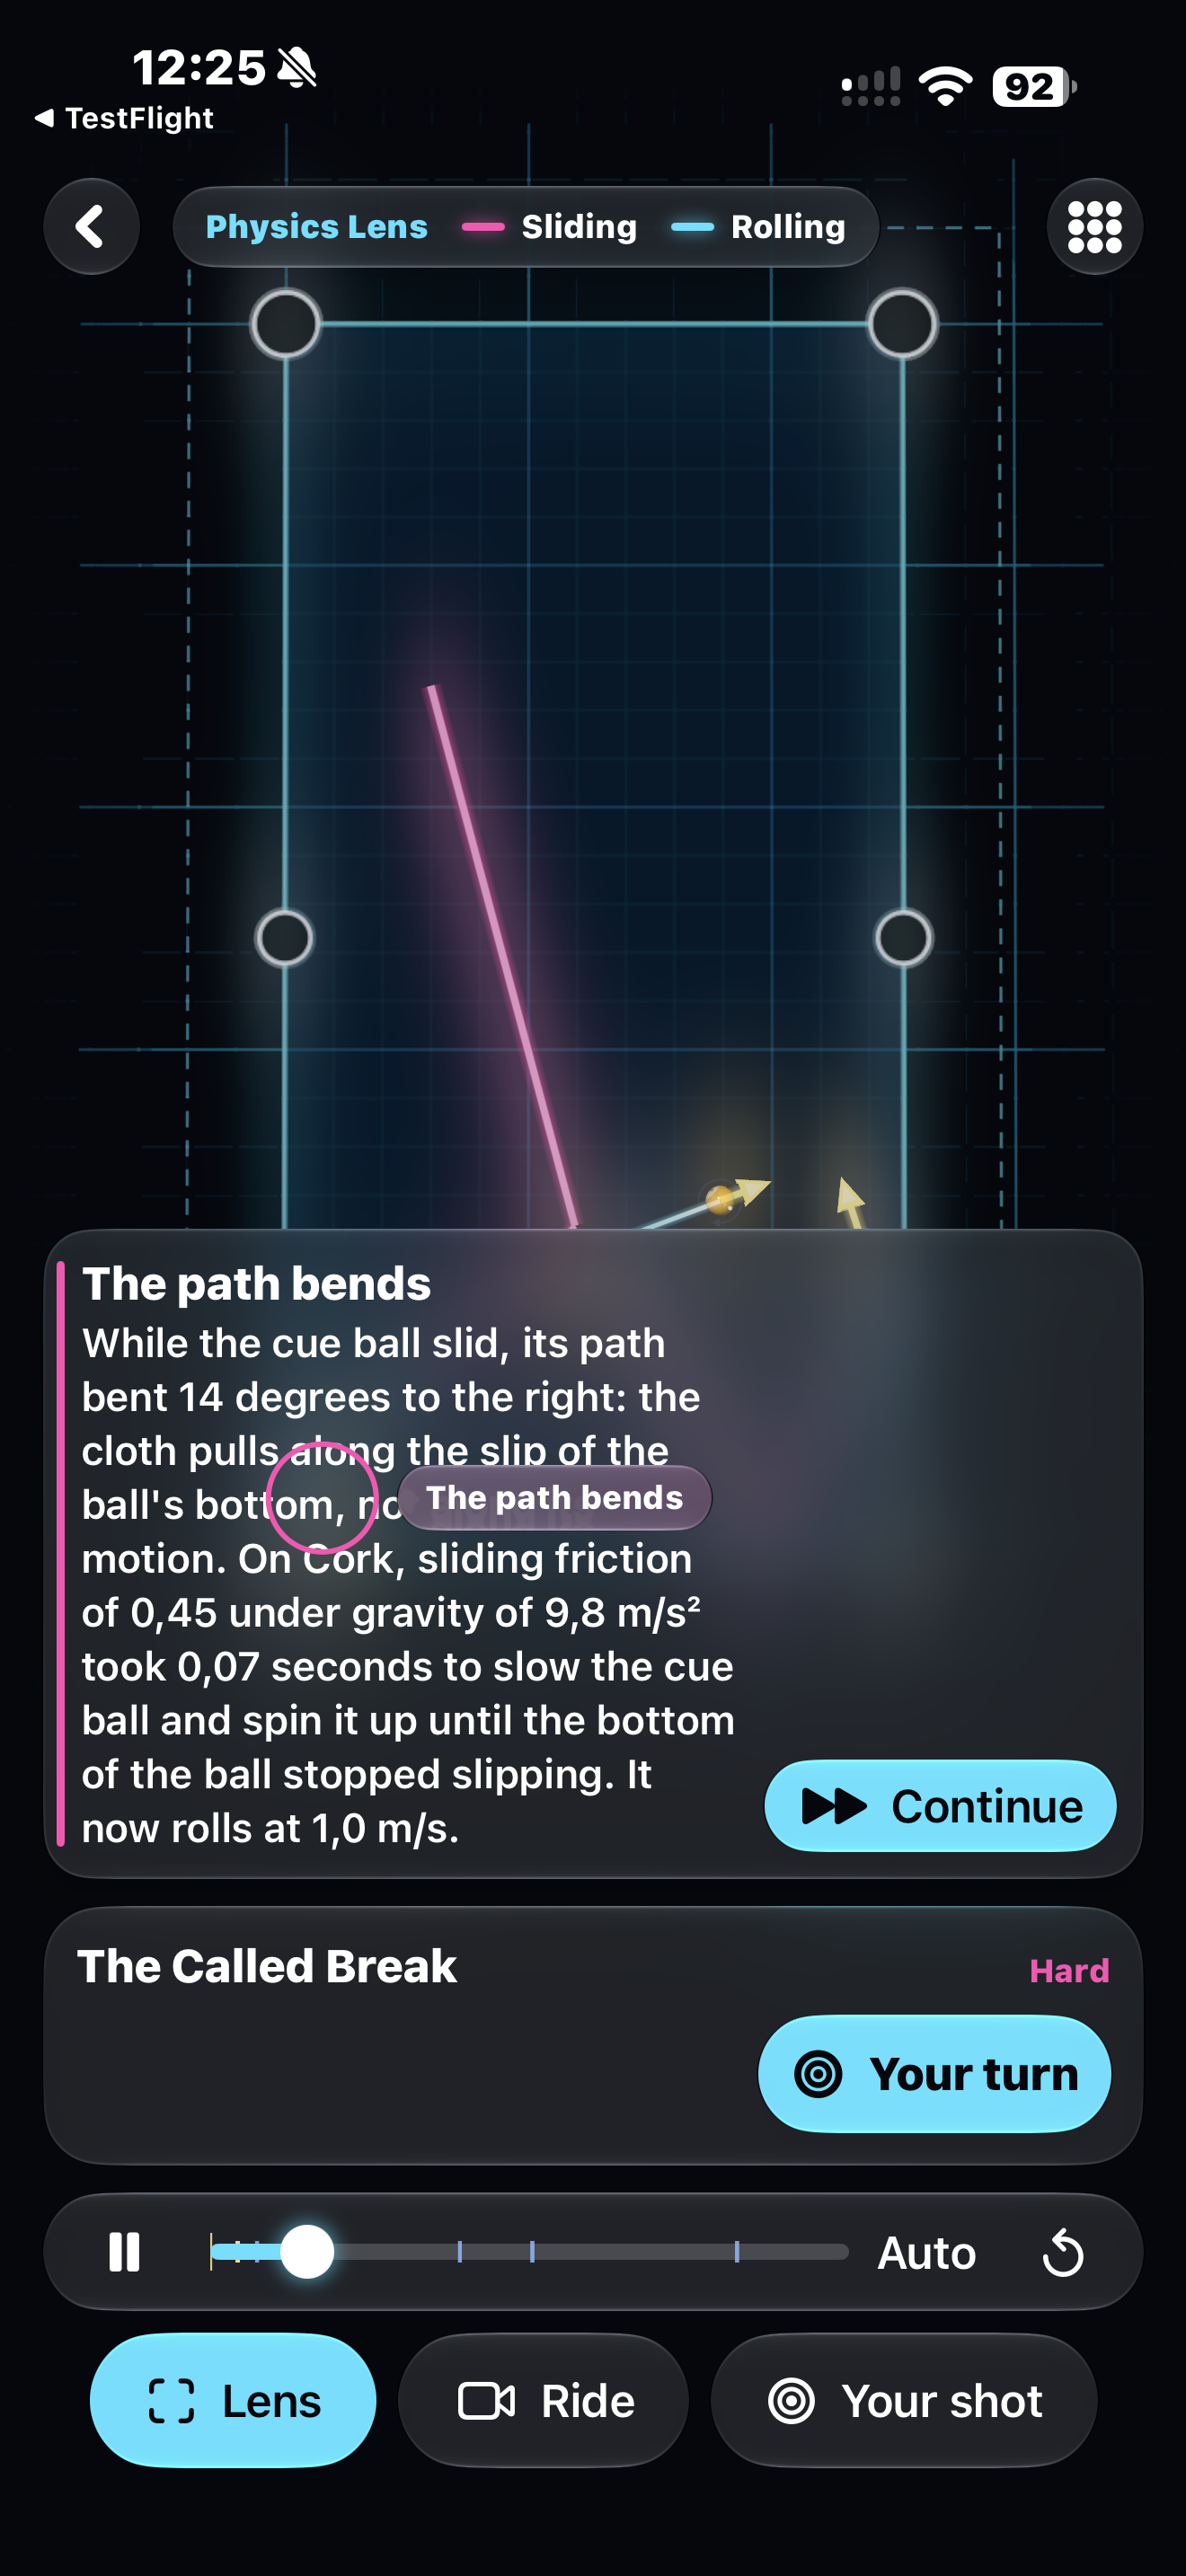 12:25
92
TestFlight
Physics Lens Sliding Rolling
The path bends
While the cue ball slid, its path
bent 14 degrees to the right: the
cloth pulls along the slip of the
ball's bottom,
The path bends
motion. On Cork, sliding friction
of 0,45 under gravity of 9,8 m/s²
took 0,07 seconds to slow the cue
ball and spin it up until the bottom
of the ball stopped slipping. It
now rolls at 1,0 m/s.
Continue
The Called Break
Hard
Your turn
Auto
Lens
Ride
Your shot